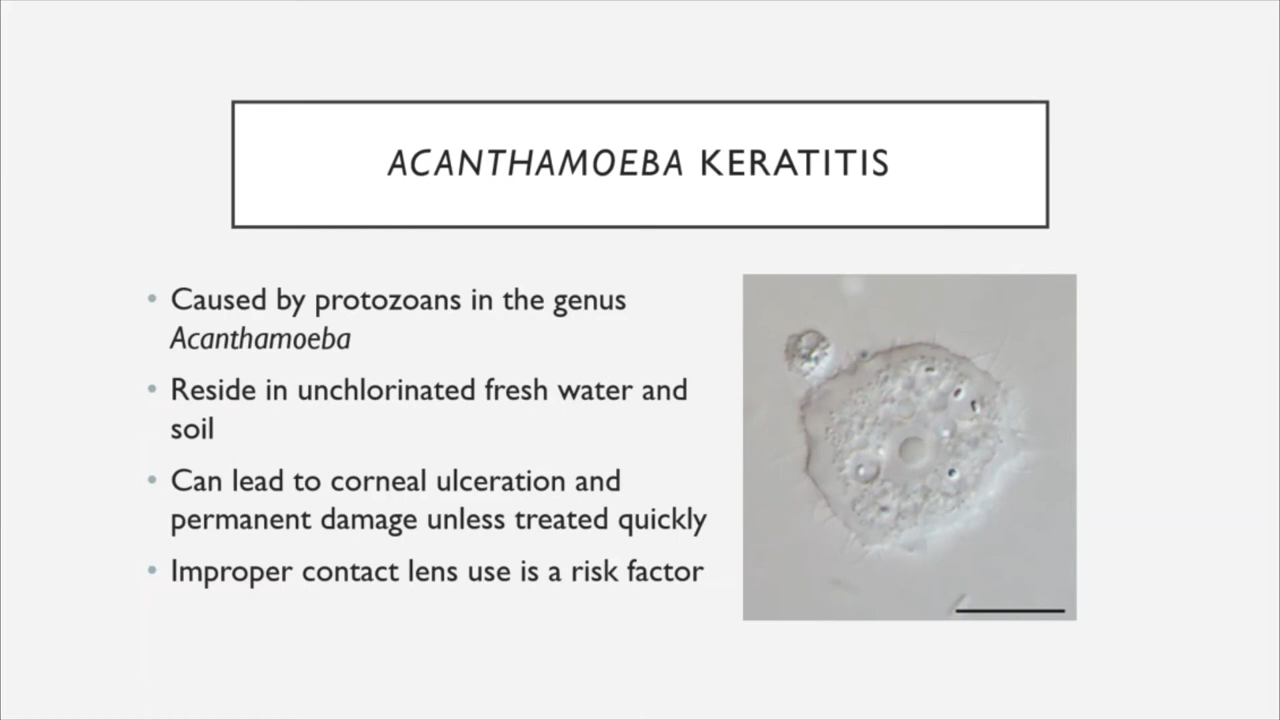 ACANTHAMOEBA KERATITIS
• Caused by protozoans in the genus
Acanthamoeba
• Reside in unchlorinated fresh water and
soil
• Can lead to corneal ulceration and
permanent damage unless treated quickly
• Improper contact lens use is a risk factor